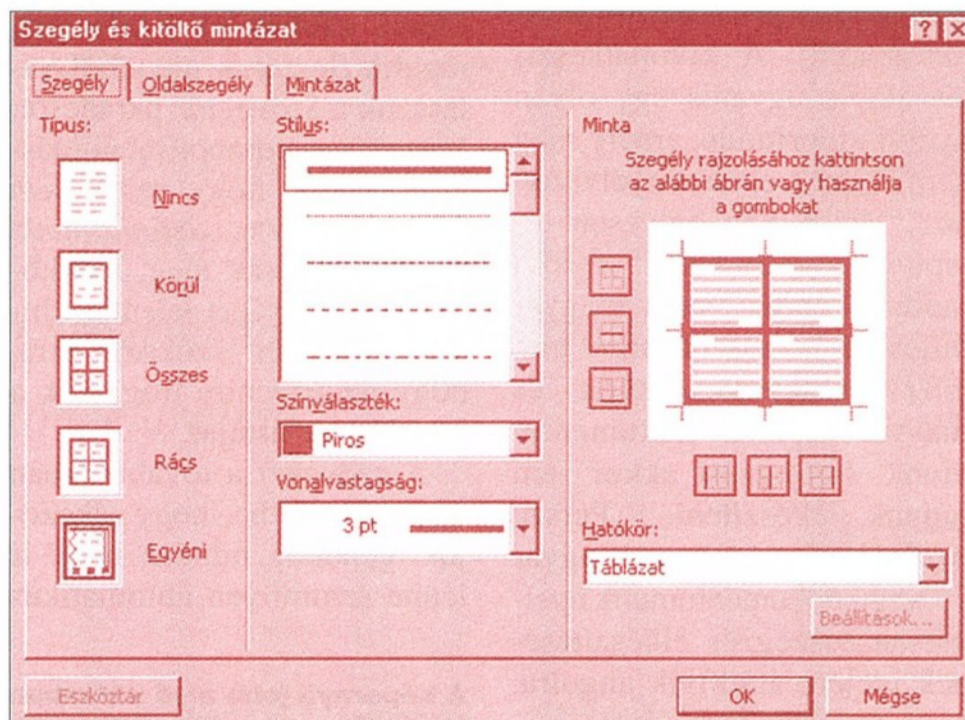 Szegély és kitöltő mintázat
Szegély
Oldalszegély
Mintázat
Típus:
Nincs
Körül
Összes
Rács
Egyéni
Stílus:
Színválaszték:
Piros
Vonalvastagság:
3 pt
Minta
Szegély rajzolásához kattintson
az alábbi ábrán vagy használja
a gombokat
Hatókör:
Táblázat
Beállítások...
Eszköztár
OK
Mégse